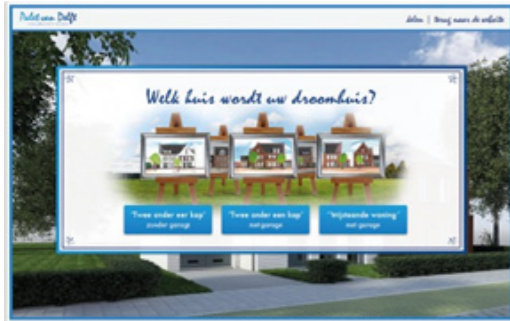 Palet van Delft
delen | terug naar de website
Welk huis wordt uw droomhuis?
'Twee onder een kap'
zonder garage
'Twee onder een kap'
met garage
'Vrijstaande woning'
met garage